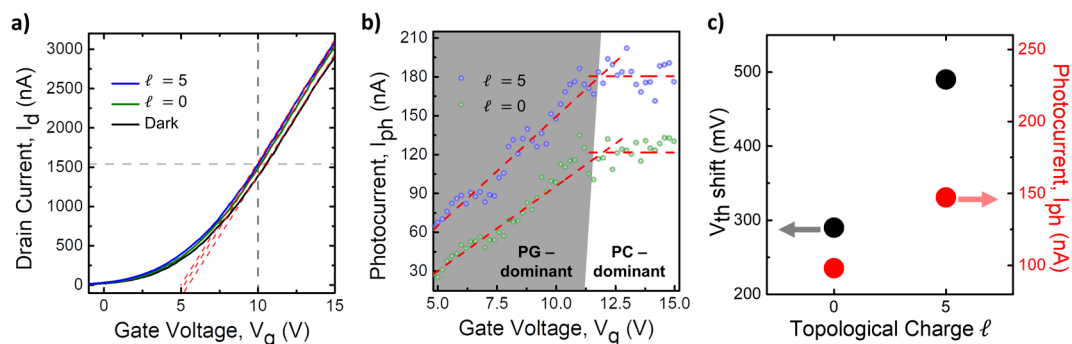 a)
Drain Current, I_d (nA)
3000
2500
2000
1500
1000
500
0
ℓ = 5
ℓ = 0
Dark
0 5 10 15
Gate Voltage, V_g (V)
b)
Photocurrent, I_ph (nA)
210
180
150
120
90
60
30
ℓ = 5
ℓ = 0
PG –
dominant
PC –
dominant
5.0 7.5 10.0 12.5 15.0
Gate Voltage, V_g (V)
c)
V_th shift (mV)
500
400
300
200
250
200
150
100
Photocurrent, I_ph (nA)
0 5
Topological Charge ℓ